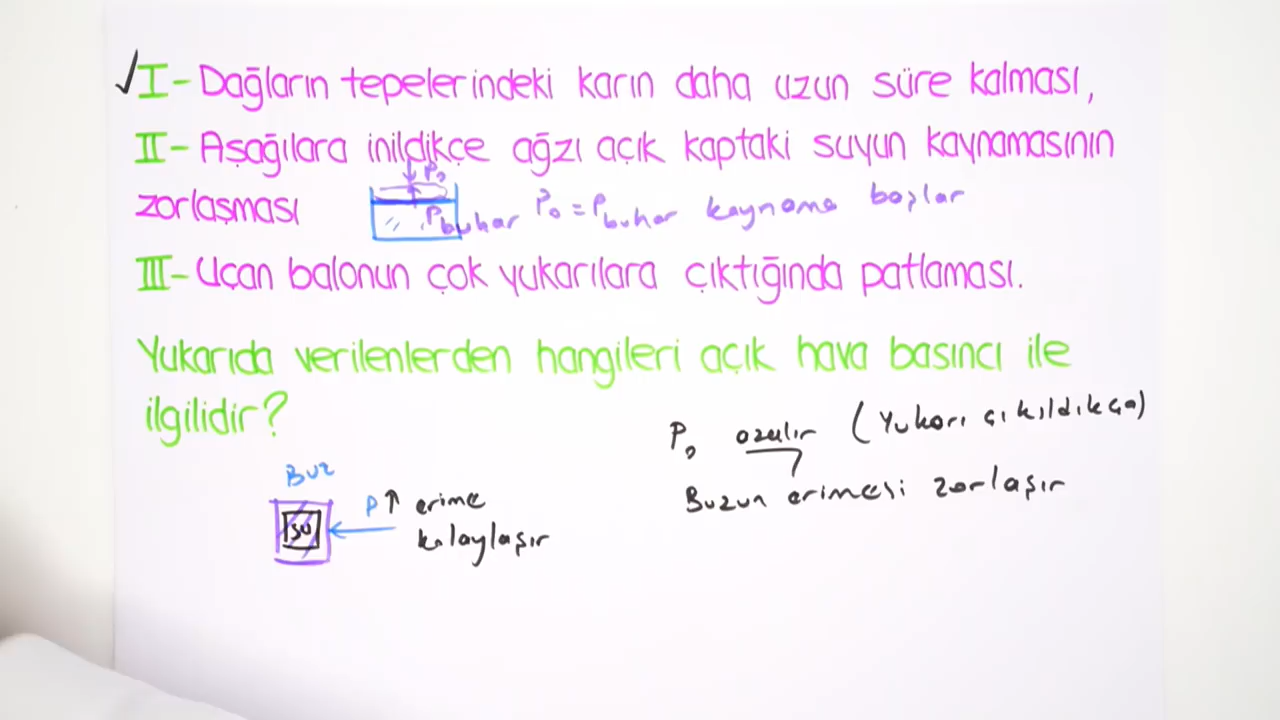 I- Dağların tepelerindeki karın daha uzun süre kalması,
II- Aşağılara inildikçe ağzı açık kaptaki suyun kaynamasının
P₀
zorlaşması
Pbuhar P₀ = Pbuhar kaynama başlar
III- Uçan balonun çok yukarılara çıktığında patlaması.
Yukarıda verilenlerden hangileri açık hava basıncı ile
ilgilidir?
P₀ azalır (Yukarı çıkıldıkça)
Buzun erimesi zorlaşır
BUZ
SU
P↑ erime
kolaylaşır